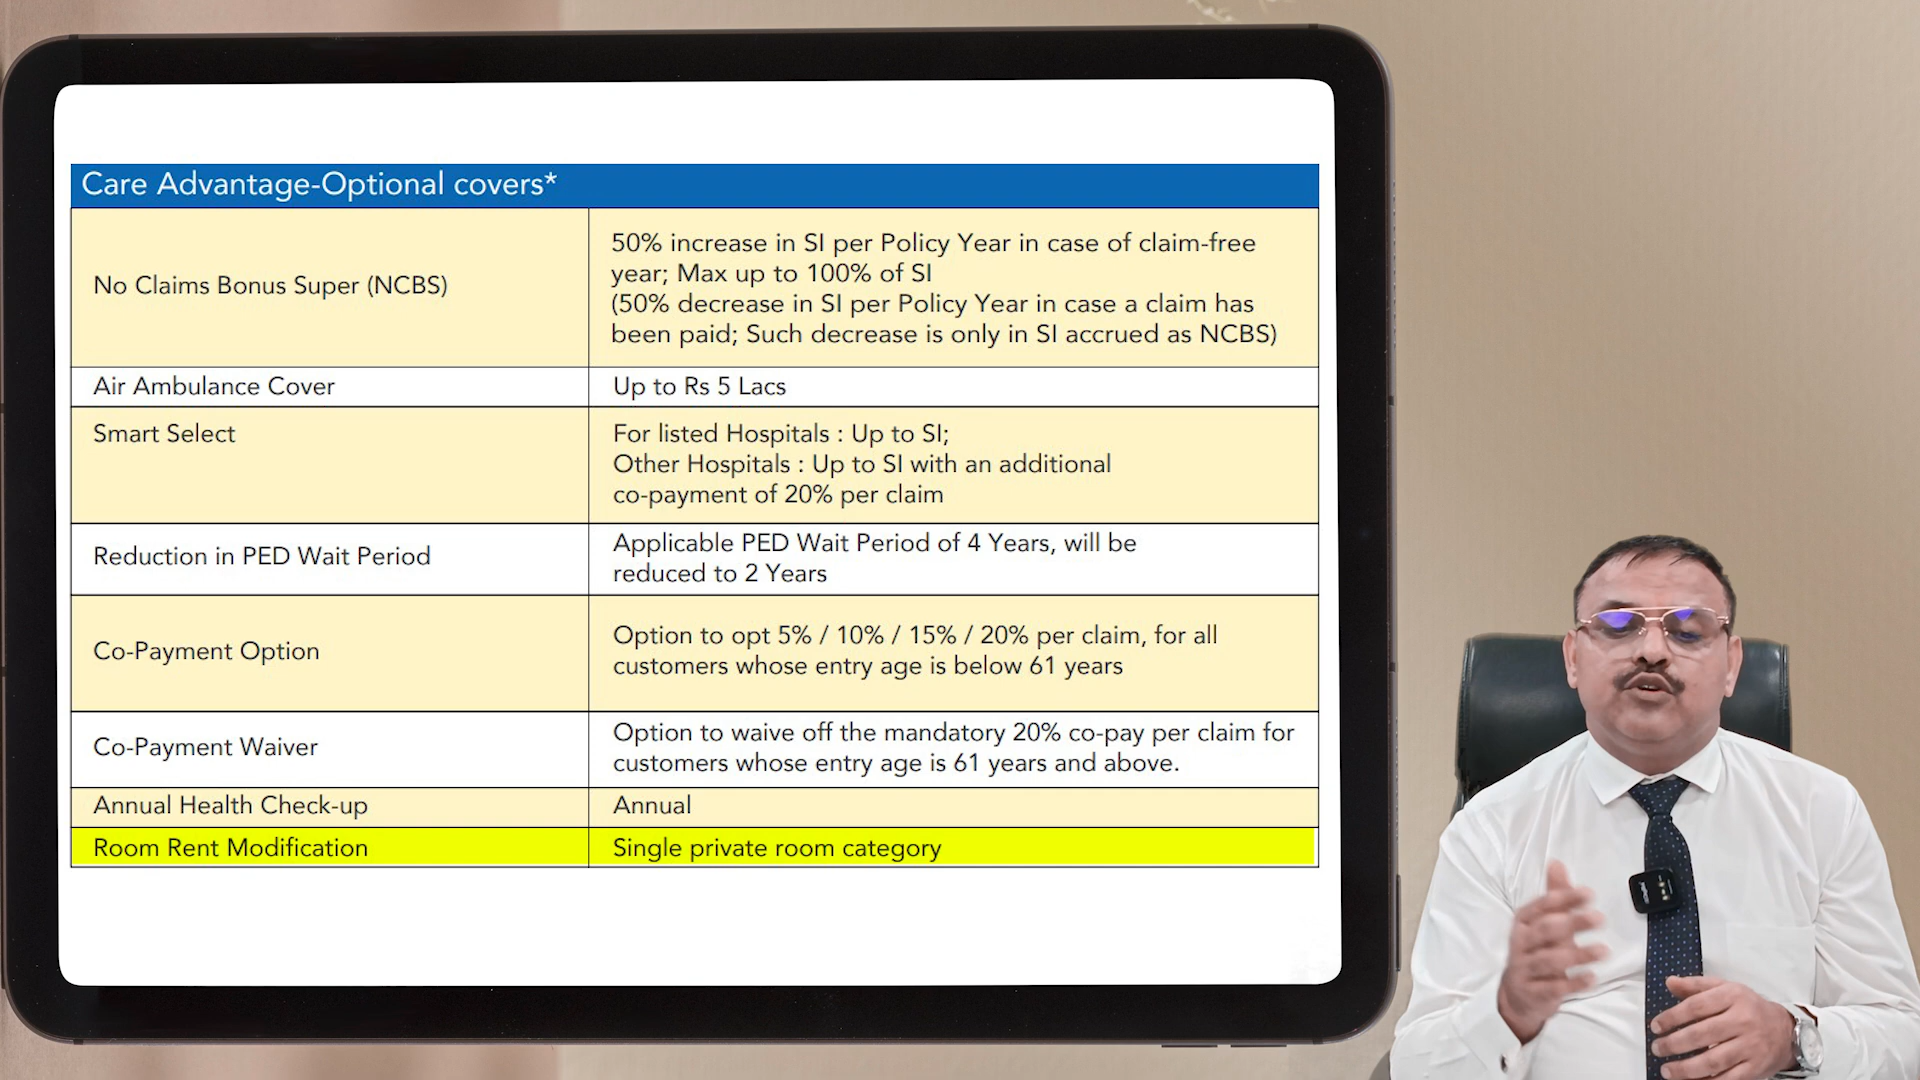 Care Advantage-Optional covers*
No Claims Bonus Super (NCBS)
50% increase in SI per Policy Year in case of claim-free
year; Max up to 100% of SI
(50% decrease in SI per Policy Year in case a claim has
been paid; Such decrease is only in SI accrued as NCBS)
Air Ambulance Cover
Up to Rs 5 Lacs
Smart Select
For listed Hospitals : Up to SI;
Other Hospitals : Up to SI with an additional
co-payment of 20% per claim
Reduction in PED Wait Period
Applicable PED Wait Period of 4 Years, will be
reduced to 2 Years
Co-Payment Option
Option to opt 5% / 10% / 15% / 20% per claim, for all
customers whose entry age is below 61 years
Co-Payment Waiver
Option to waive off the mandatory 20% co-pay per claim for
customers whose entry age is 61 years and above.
Annual Health Check-up
Annual
Room Rent Modification
Single private room category